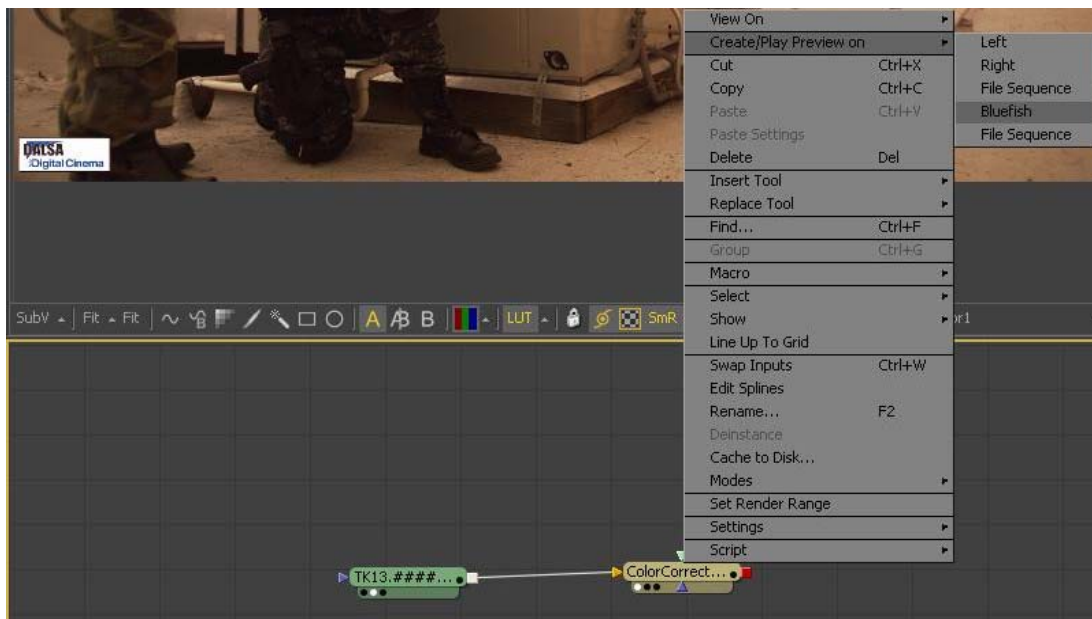 DALSA
Digital Cinema
View On
Create/Play Preview on
Cut Ctrl+X
Copy Ctrl+C
Paste Ctrl+V
Paste Settings
Delete Del
Insert Tool
Replace Tool
Find... Ctrl+F
Group Ctrl+G
Macro
Select
Show
Line Up To Grid
Swap Inputs Ctrl+W
Edit Splines
Rename... F2
Deinstance
Cache to Disk...
Modes
Set Render Range
Settings
Script
Left
Right
File Sequence
Bluefish
File Sequence
SubV Fit Fit A B B LUT SmR or1
TK13.####...
ColorCorrect...